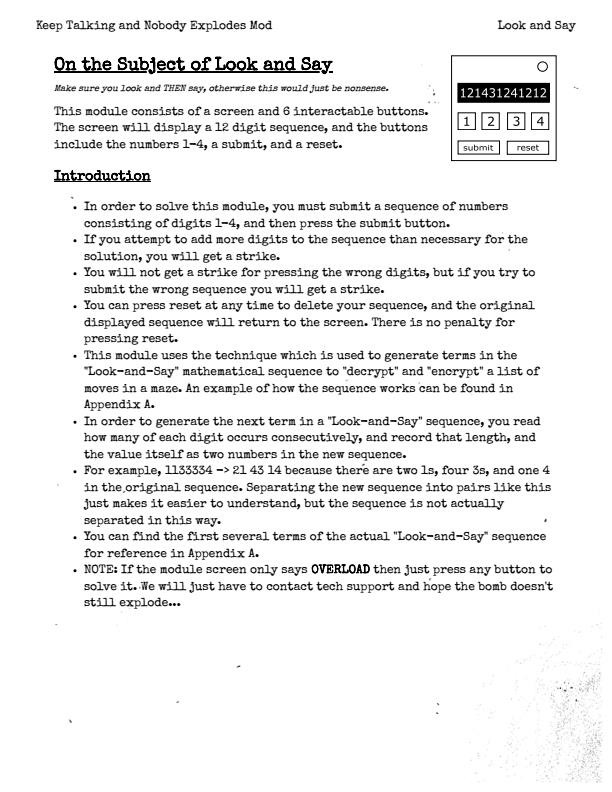 Keep Talking and Nobody Explodes Mod
Look and Say
On the Subject of Look and Say
Make sure you look and THEN say, otherwise this would just be nonsense.
This module consists of a screen and 6 interactable buttons.
The screen will display a 12 digit sequence, and the buttons
include the numbers 1-4, a submit, and a reset.
121431241212
1 2 3 4
submit reset
Introduction
• In order to solve this module, you must submit a sequence of numbers
consisting of digits 1-4, and then press the submit button.
• If you attempt to add more digits to the sequence than necessary for the
solution, you will get a strike.
• You will not get a strike for pressing the wrong digits, but if you try to
submit the wrong sequence you will get a strike.
• You can press reset at any time to delete your sequence, and the original
displayed sequence will return to the screen. There is no penalty for
pressing reset.
• This module uses the technique which is used to generate terms in the
"Look-and-Say" mathematical sequence to "decrypt" and "encrypt" a list of
moves in a maze. An example of how the sequence works can be found in
Appendix A.
• In order to generate the next term in a "Look-and-Say" sequence, you read
how many of each digit occurs consecutively, and record that length, and
the value itself as two numbers in the new sequence.
• For example, 1133334 -> 21 43 14 because there are two 1s, four 3s, and one 4
in the original sequence. Separating the new sequence into pairs like this
just makes it easier to understand, but the sequence is not actually
separated in this way.
• You can find the first several terms of the actual "Look-and-Say" sequence
for reference in Appendix A.
• NOTE: If the module screen only says OVERLOAD then just press any button to
solve it. We will just have to contact tech support and hope the bomb doesn't
still explode...